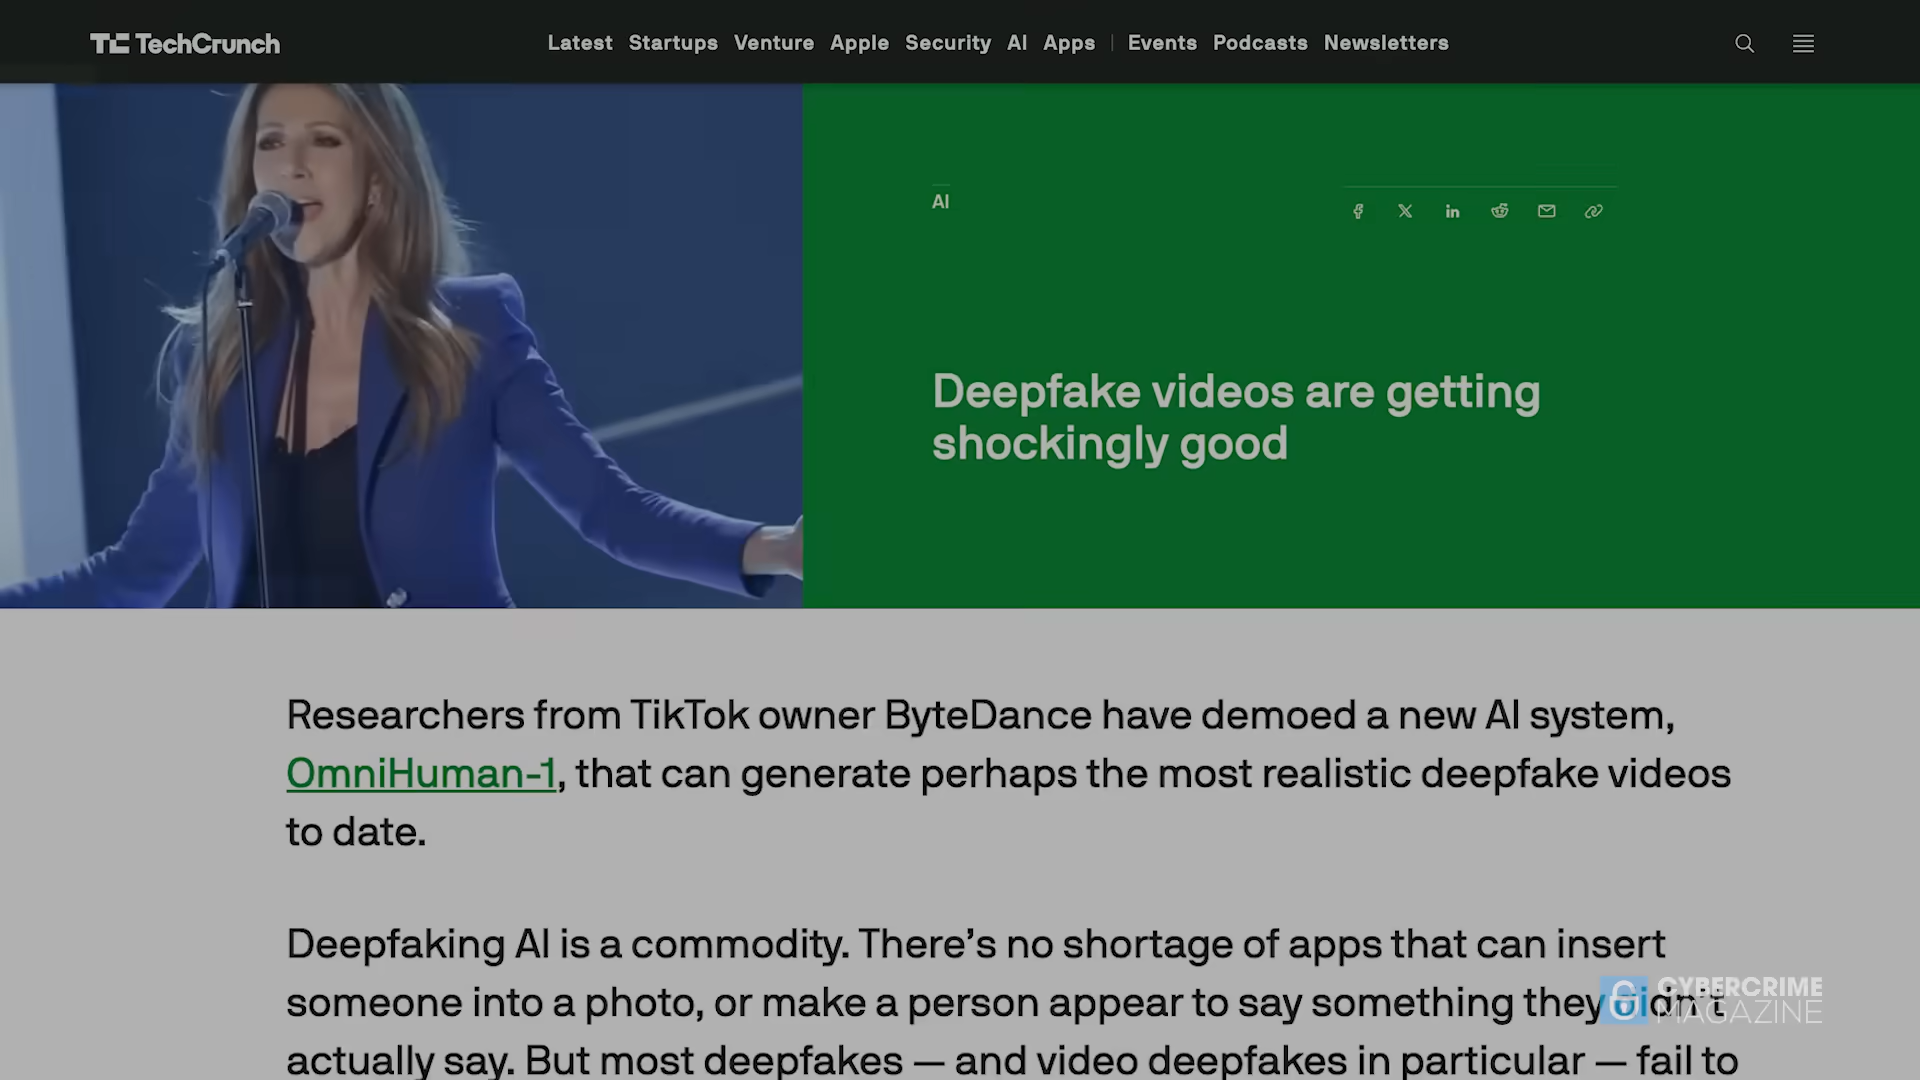 TechCrunch
Latest Startups Venture Apple Security AI Apps | Events Podcasts Newsletters
AI
Deepfake videos are getting
shockingly good
Researchers from TikTok owner ByteDance have demoed a new AI system,
OmniHuman-1, that can generate perhaps the most realistic deepfake videos
to date.
Deepfaking AI is a commodity. There’s no shortage of apps that can insert
someone into a photo, or make a person appear to say something they didn’t
actually say. But most deepfakes — and video deepfakes in particular — fail to
CYBERCRIME
MAGAZINE